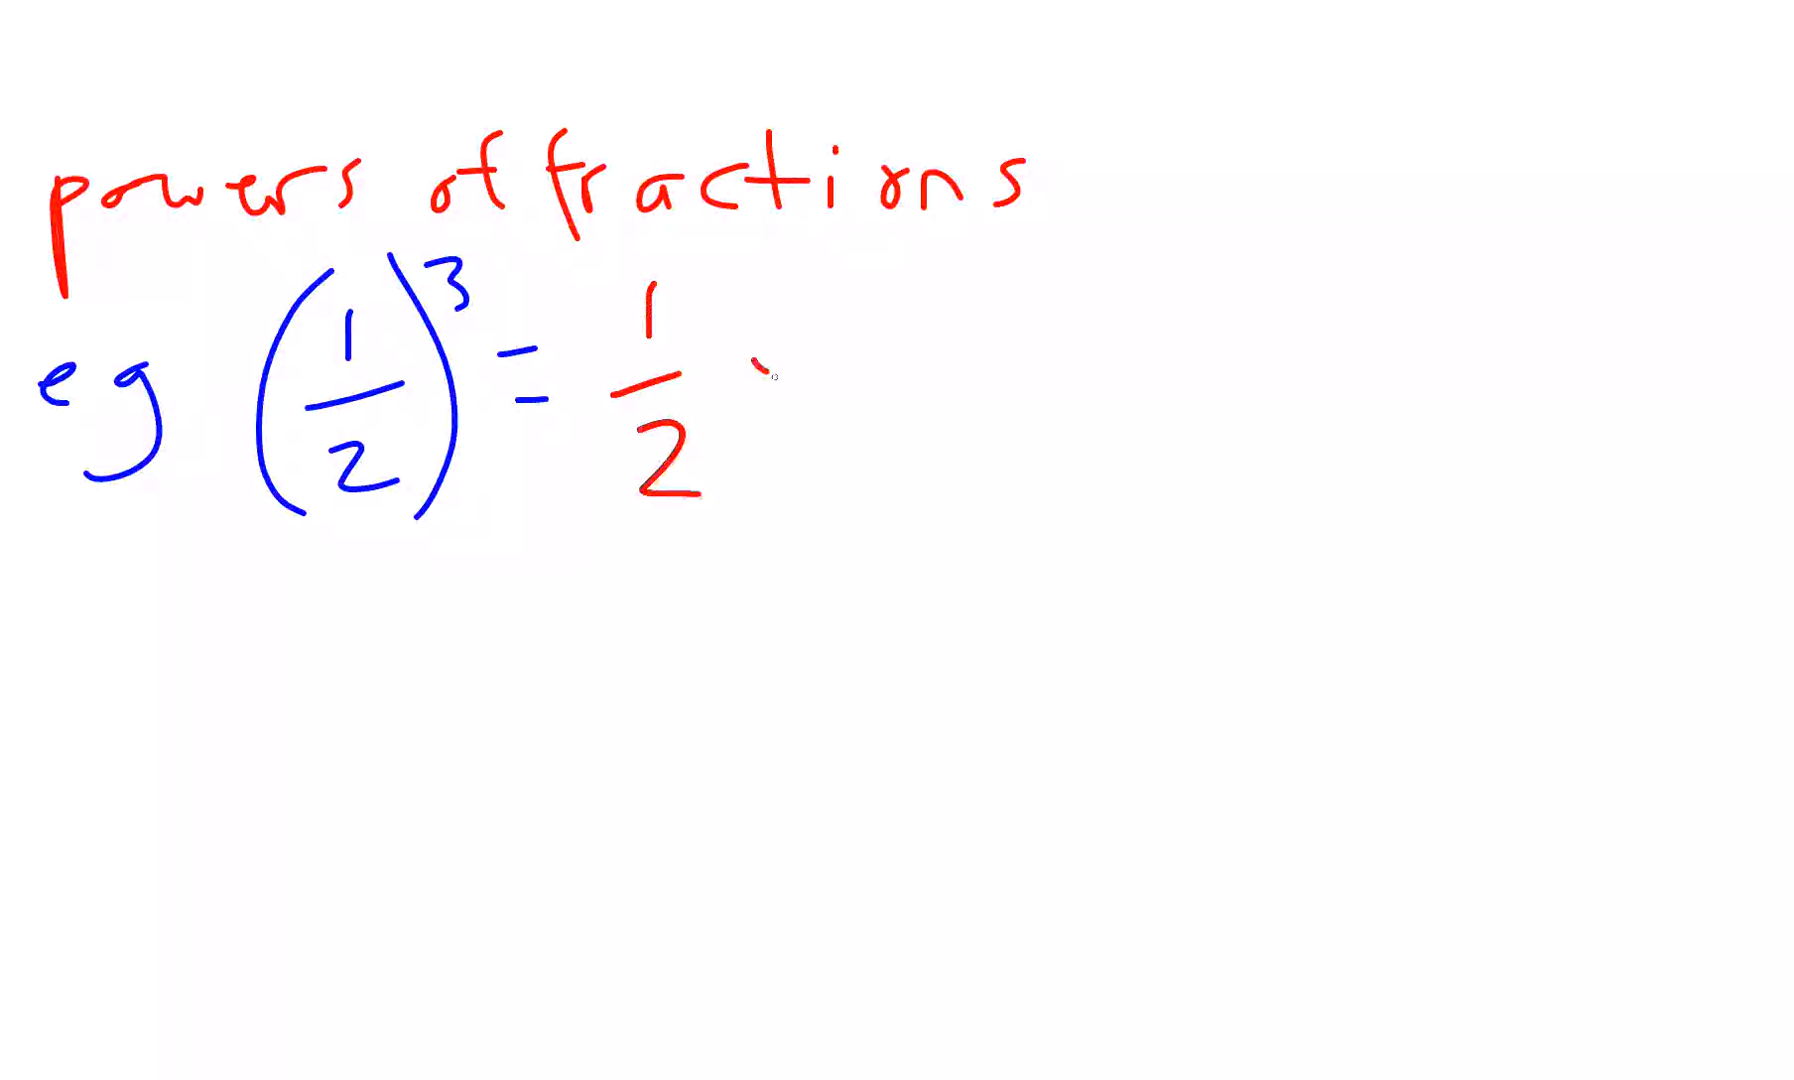 powers of fractions
eg (1/2)³ = 1/2